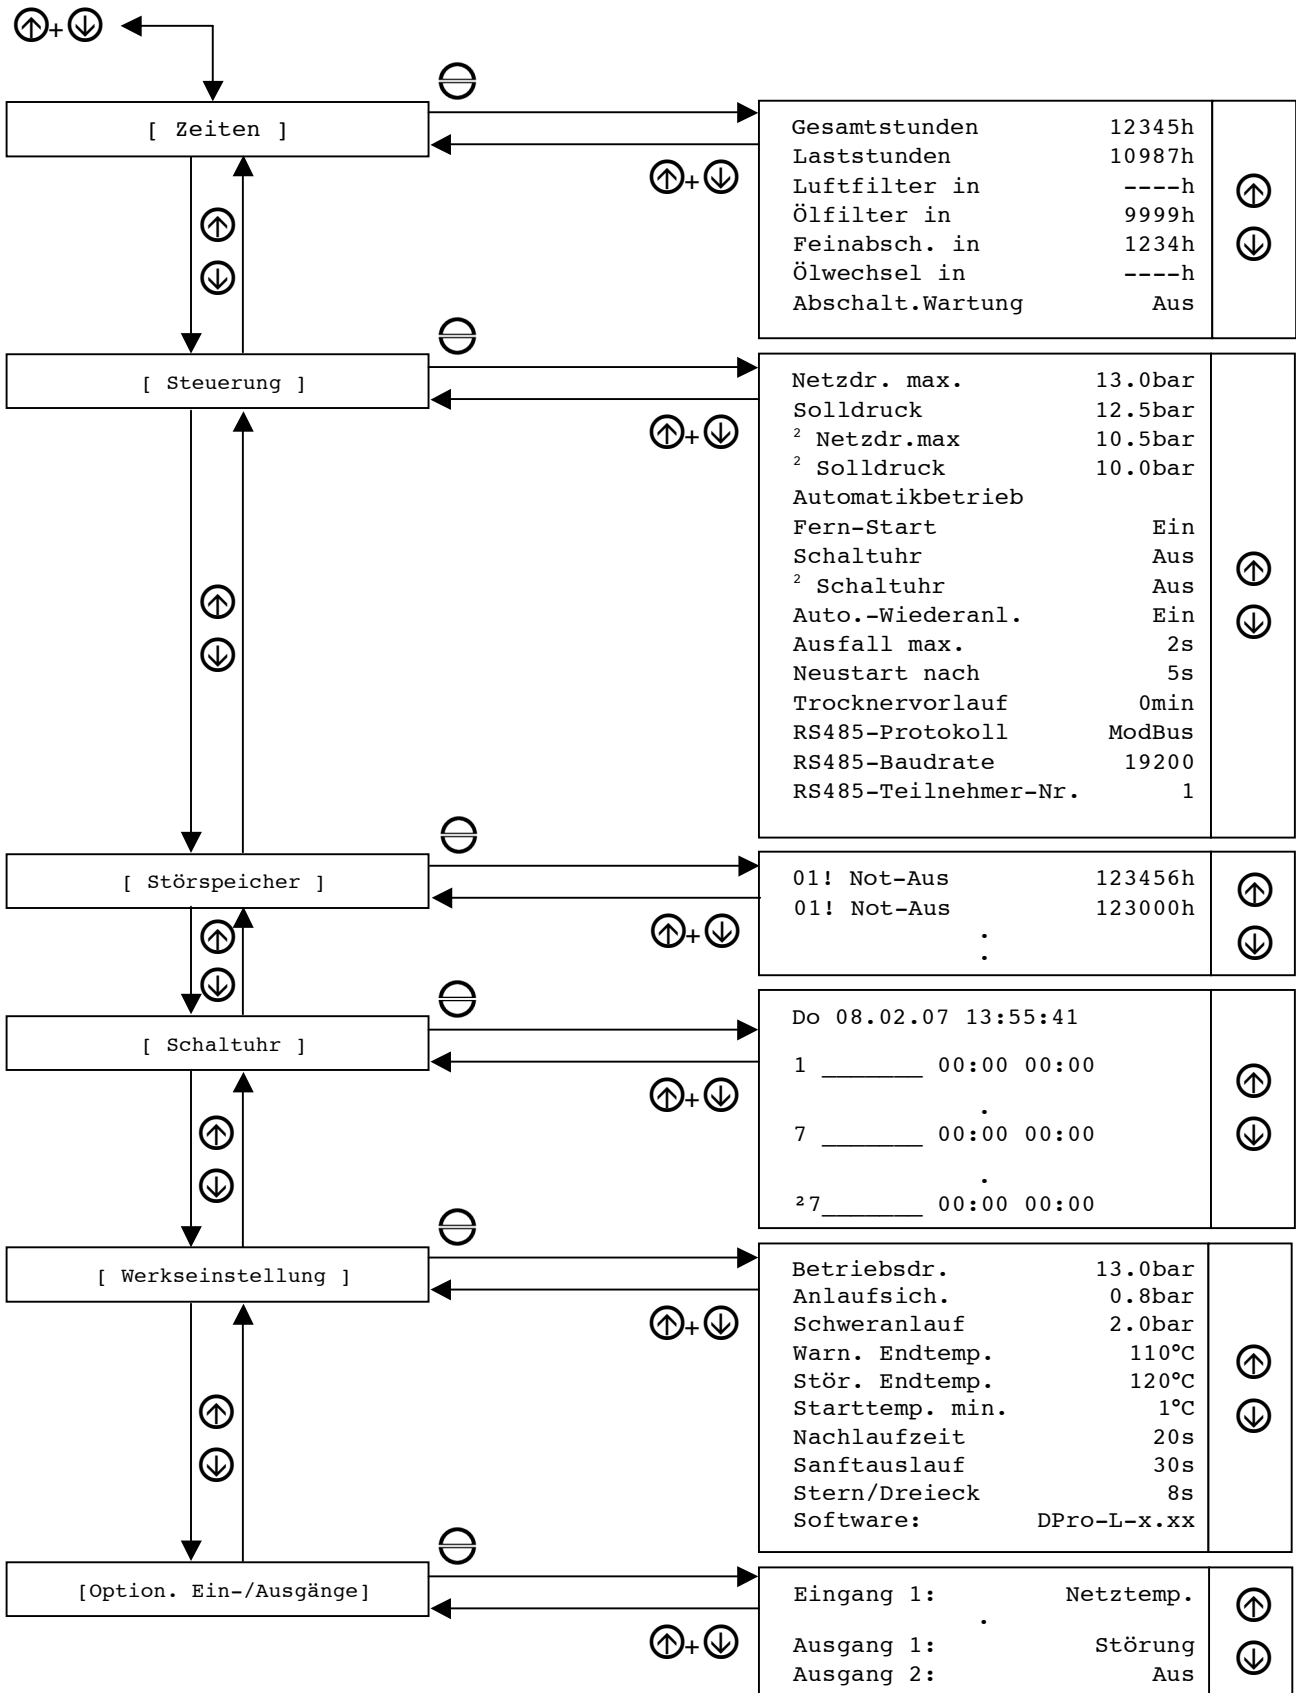 +
[ Zeiten ]
Gesamtstunden 12345h
Laststunden 10987h
Luftfilter in ----h
Ölfilter in 9999h
Feinabsch. in 1234h
Ölwechsel in ----h
Abschalt.Wartung Aus
+
[ Steuerung ]
Netzdr. max. 13.0bar
Solldruck 12.5bar
² Netzdr.max 10.5bar
² Solldruck 10.0bar
Automatikbetrieb
Fern-Start Ein
Schaltuhr Aus
² Schaltuhr Aus
Auto.-Wiederanl. Ein
Ausfall max. 2s
Neustart nach 5s
Trocknervorlauf 0min
RS485-Protokoll ModBus
RS485-Baudrate 19200
RS485-Teilnehmer-Nr. 1
+
[ Störspeicher ]
01! Not-Aus 123456h
01! Not-Aus 123000h
.
.
+
[ Schaltuhr ]
Do 08.02.07 13:55:41
1 _______ 00:00 00:00
.
7 _______ 00:00 00:00
.
²7_______ 00:00 00:00
+
[ Werkseinstellung ]
Betriebsdr. 13.0bar
Anlaufsich. 0.8bar
Schweranlauf 2.0bar
Warn. Endtemp. 110°C
Stör. Endtemp. 120°C
Starttemp. min. 1°C
Nachlaufzeit 20s
Sanftauslauf 30s
Stern/Dreieck 8s
Software: DPro-L-x.xx
+
[Option. Ein-/Ausgänge]
Eingang 1: Netztemp.
.
Ausgang 1: Störung
Ausgang 2: Aus
+